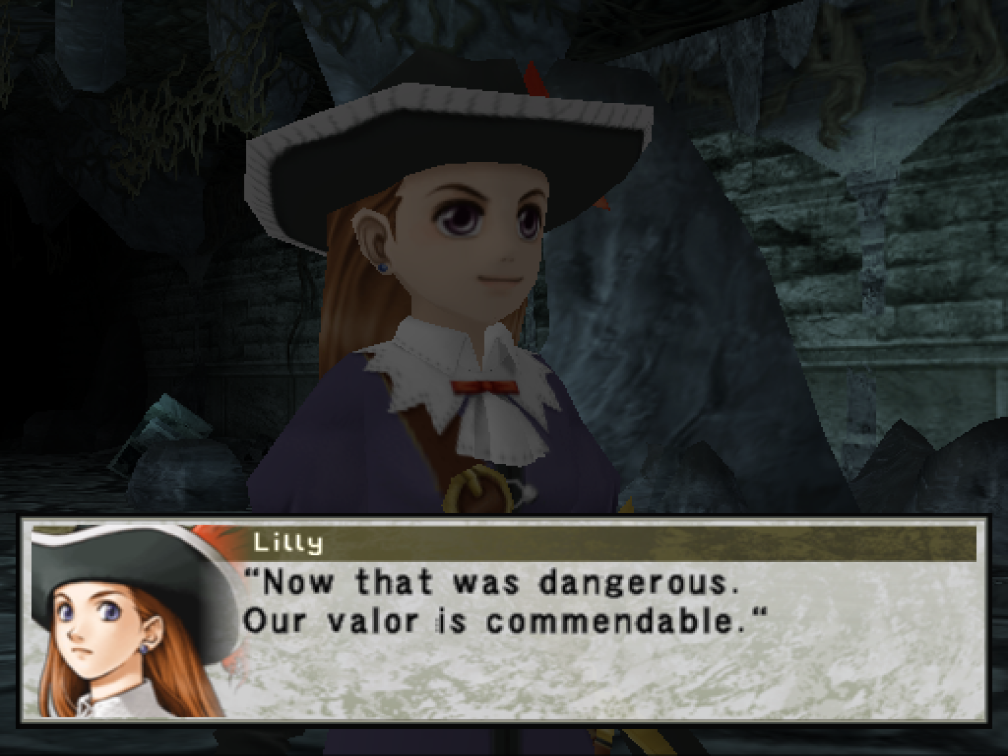 Lilly
“Now that was dangerous.
Our valor is commendable.“